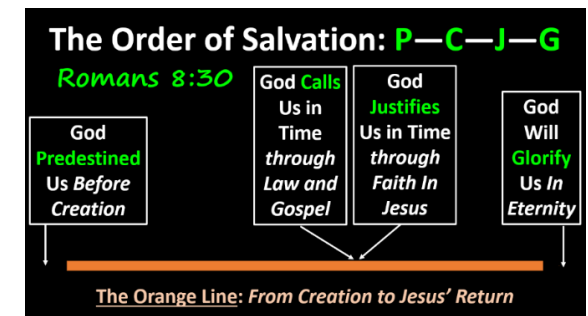 The Order of Salvation: P—C—J—G
Romans 8:30
God
Predestined
Us Before
Creation
God Calls
Us in
Time
through
Law and
Gospel
God
Justifies
Us in Time
through
Faith In
Jesus
God
Will
Glorify
Us In
Eternity
The Orange Line: From Creation to Jesus’ Return